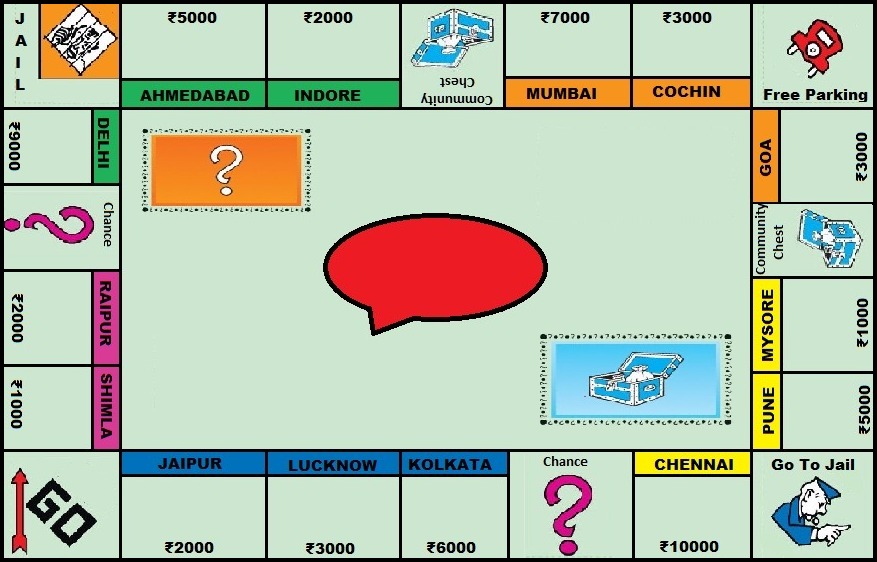 JAIL
₹5000
AHMEDABAD
₹2000
INDORE
Community
Chest
₹7000
MUMBAI
₹3000
COCHIN
Free Parking
₹9000
DELHI
Chance
?
₹2000
RAIPUR
₹1000
SHIMLA
?
GOA
₹3000
Community
Chest
MYSORE
₹1000
PUNE
₹5000
GO
JAIPUR
₹2000
LUCKNOW
₹3000
KOLKATA
₹6000
Chance
?
CHENNAI
₹10000
Go To Jail